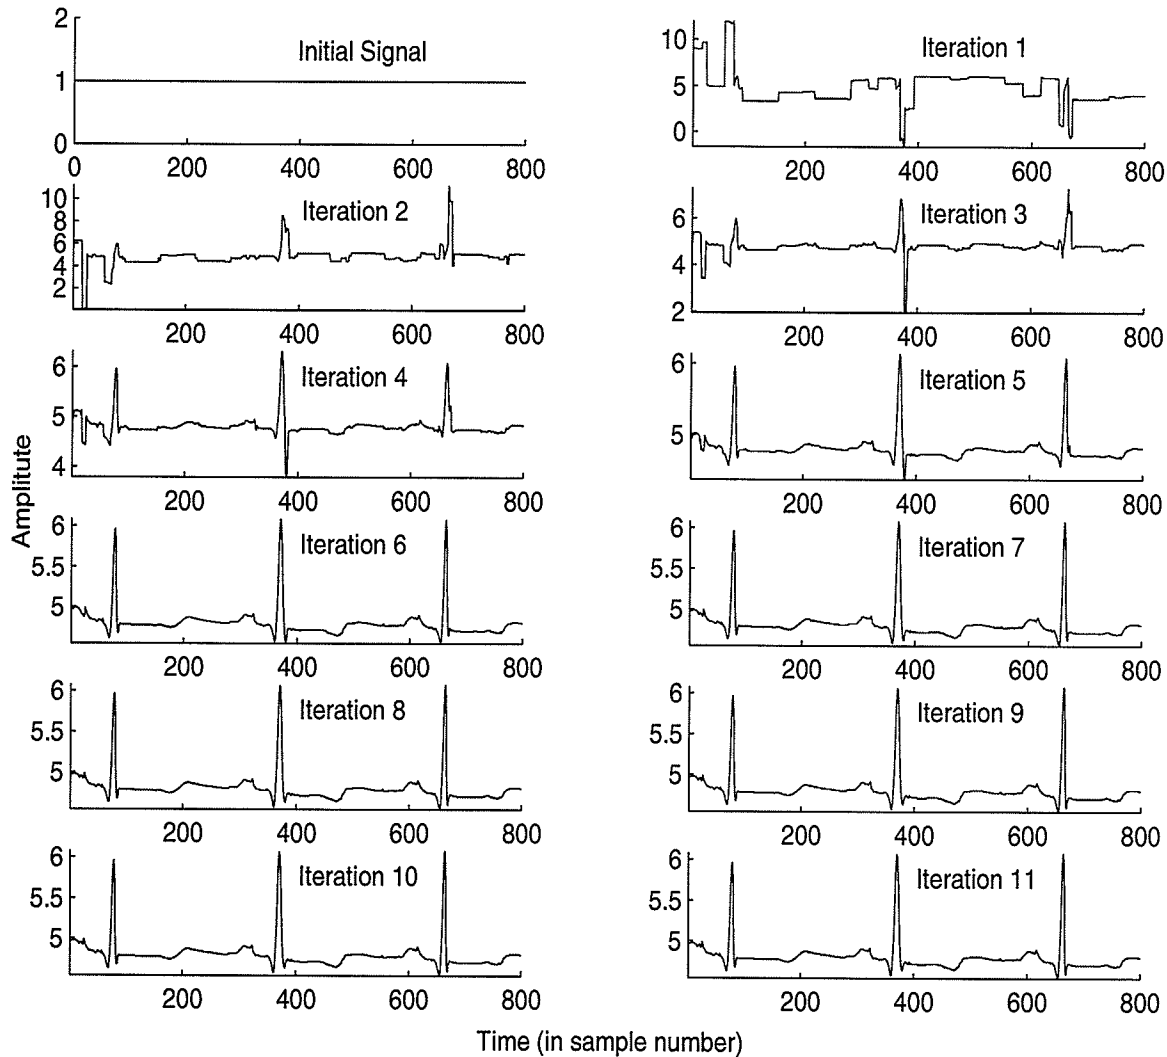 Initial Signal
2
1
0
0 200 400 600 800
Iteration 1
10
5
0
200 400 600 800
Iteration 2
10
8
6
4
2
200 400 600 800
Iteration 3
6
4
2
200 400 600 800
Iteration 4
6
5
4
200 400 600 800
Iteration 5
6
5
200 400 600 800
Amplitute
Iteration 6
6
5.5
5
200 400 600 800
Iteration 7
6
5.5
5
200 400 600 800
Iteration 8
6
5.5
5
200 400 600 800
Iteration 9
6
5.5
5
200 400 600 800
Iteration 10
6
5.5
5
200 400 600 800
Iteration 11
6
5.5
5
200 400 600 800
Time (in sample number)